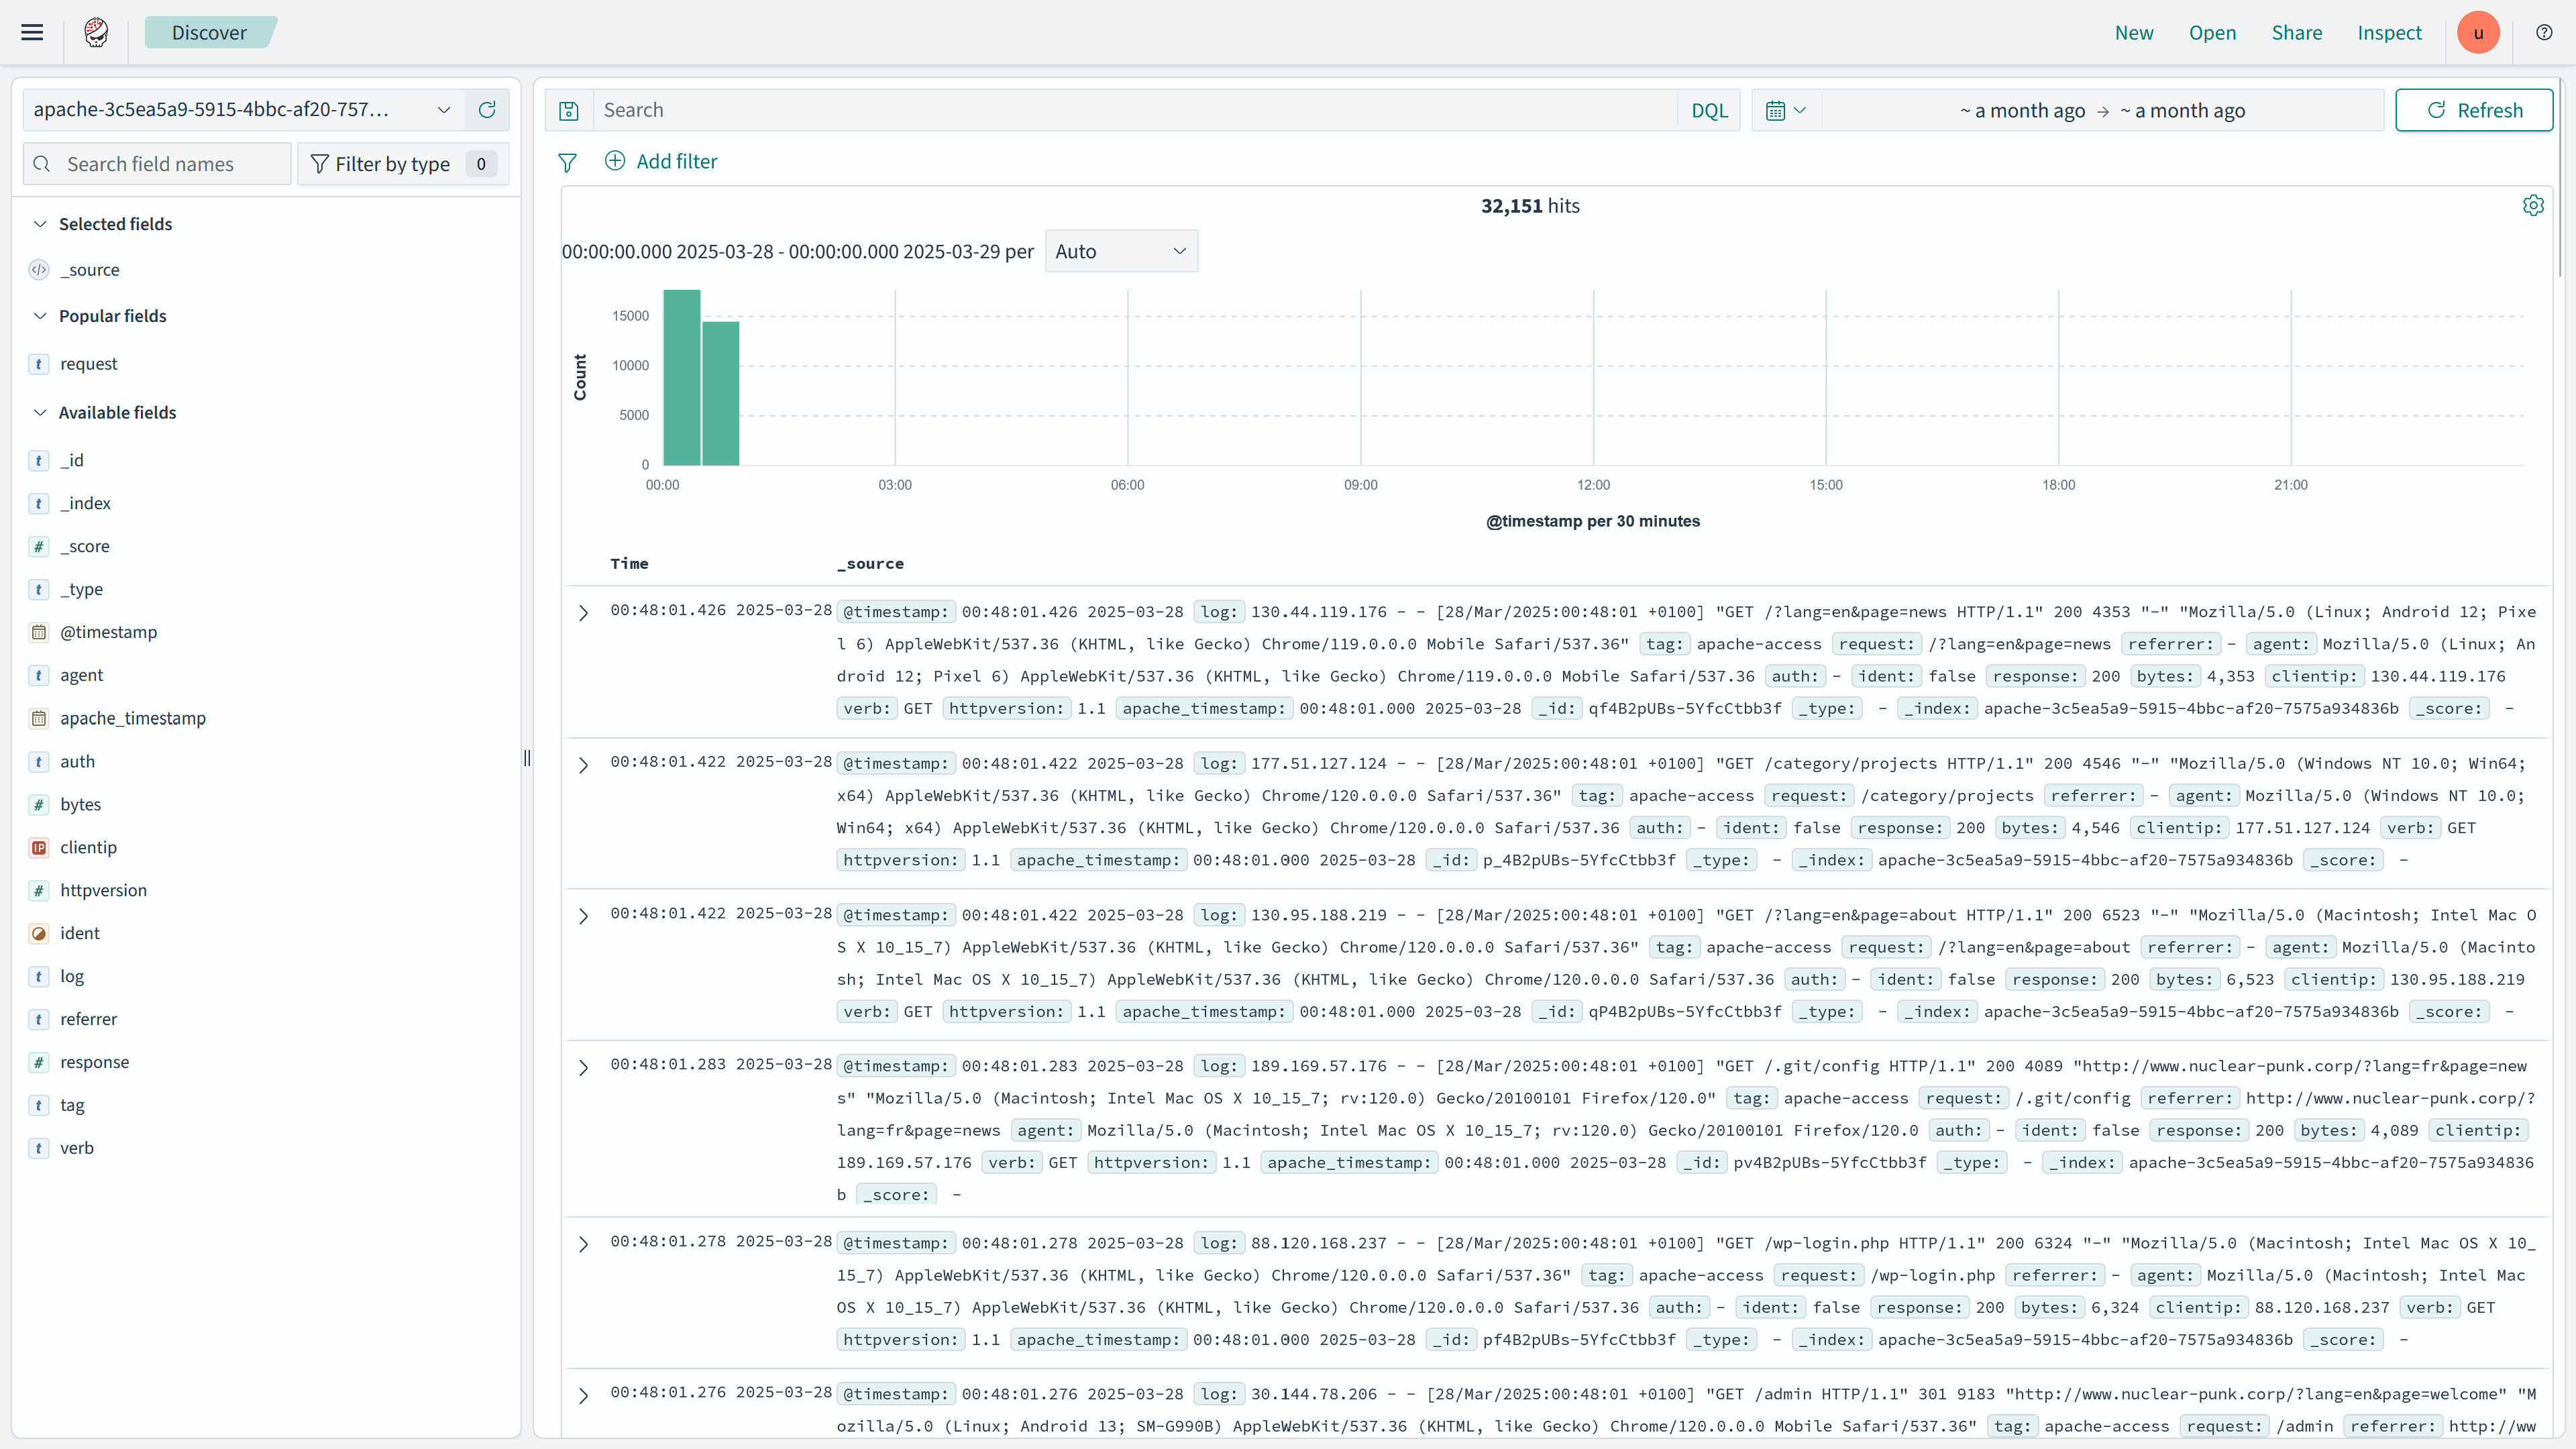 Discover
New Open Share Inspect u
apache-3c5ea5a9-5915-4bbc-af20-757...
Search DQL ~ a month ago → ~ a month ago Refresh
Search field names Filter by type 0
Add filter
Selected fields
_source
Popular fields
request
Available fields
_id
_index
_score
_type
@timestamp
agent
apache_timestamp
auth
bytes
clientip
httpversion
ident
log
referrer
response
tag
verb
32,151 hits
00:00:00.000 2025-03-28 - 00:00:00.000 2025-03-29 per Auto
Count
15000
10000
5000
0
00:00 03:00 06:00 09:00 12:00 15:00 18:00 21:00
@timestamp per 30 minutes
Time _source
00:48:01.426 2025-03-28 @timestamp: 00:48:01.426 2025-03-28 log: 130.44.119.176 - - [28/Mar/2025:00:48:01 +0100] "GET /?lang=en&page=news HTTP/1.1" 200 4353 "-" "Mozilla/5.0 (Linux; Android 12; Pixe
l 6) AppleWebKit/537.36 (KHTML, like Gecko) Chrome/119.0.0.0 Mobile Safari/537.36" tag: apache-access request: /?lang=en&page=news referrer: - agent: Mozilla/5.0 (Linux; An
droid 12; Pixel 6) AppleWebKit/537.36 (KHTML, like Gecko) Chrome/119.0.0.0 Mobile Safari/537.36 auth: - ident: false response: 200 bytes: 4,353 clientip: 130.44.119.176
verb: GET httpversion: 1.1 apache_timestamp: 00:48:01.000 2025-03-28 _id: qf4B2pUBs-5YfcCtbb3f _type: - _index: apache-3c5ea5a9-5915-4bbc-af20-7575a934836b _score: -
00:48:01.422 2025-03-28 @timestamp: 00:48:01.422 2025-03-28 log: 177.51.127.124 - - [28/Mar/2025:00:48:01 +0100] "GET /category/projects HTTP/1.1" 200 4546 "-" "Mozilla/5.0 (Windows NT 10.0; Win64;
x64) AppleWebKit/537.36 (KHTML, like Gecko) Chrome/120.0.0.0 Safari/537.36" tag: apache-access request: /category/projects referrer: - agent: Mozilla/5.0 (Windows NT 10.0;
Win64; x64) AppleWebKit/537.36 (KHTML, like Gecko) Chrome/120.0.0.0 Safari/537.36 auth: - ident: false response: 200 bytes: 4,546 clientip: 177.51.127.124 verb: GET
httpversion: 1.1 apache_timestamp: 00:48:01.000 2025-03-28 _id: p_4B2pUBs-5YfcCtbb3f _type: - _index: apache-3c5ea5a9-5915-4bbc-af20-7575a934836b _score: -
00:48:01.422 2025-03-28 @timestamp: 00:48:01.422 2025-03-28 log: 130.95.188.219 - - [28/Mar/2025:00:48:01 +0100] "GET /?lang=en&page=about HTTP/1.1" 200 6523 "-" "Mozilla/5.0 (Macintosh; Intel Mac O
S X 10_15_7) AppleWebKit/537.36 (KHTML, like Gecko) Chrome/120.0.0.0 Safari/537.36" tag: apache-access request: /?lang=en&page=about referrer: - agent: Mozilla/5.0 (Macinto
sh; Intel Mac OS X 10_15_7) AppleWebKit/537.36 (KHTML, like Gecko) Chrome/120.0.0.0 Safari/537.36 auth: - ident: false response: 200 bytes: 6,523 clientip: 130.95.188.219
verb: GET httpversion: 1.1 apache_timestamp: 00:48:01.000 2025-03-28 _id: qP4B2pUBs-5YfcCtbb3f _type: - _index: apache-3c5ea5a9-5915-4bbc-af20-7575a934836b _score: -
00:48:01.283 2025-03-28 @timestamp: 00:48:01.283 2025-03-28 log: 189.169.57.176 - - [28/Mar/2025:00:48:01 +0100] "GET /.git/config HTTP/1.1" 200 4089 "http://www.nuclear-punk.corp/?lang=fr&page=new
s" "Mozilla/5.0 (Macintosh; Intel Mac OS X 10_15_7; rv:120.0) Gecko/20100101 Firefox/120.0" tag: apache-access request: /.git/config referrer: http://www.nuclear-punk.corp/?
lang=fr&page=news agent: Mozilla/5.0 (Macintosh; Intel Mac OS X 10_15_7; rv:120.0) Gecko/20100101 Firefox/120.0 auth: - ident: false response: 200 bytes: 4,089 clientip:
189.169.57.176 verb: GET httpversion: 1.1 apache_timestamp: 00:48:01.000 2025-03-28 _id: pv4B2pUBs-5YfcCtbb3f _type: - _index: apache-3c5ea5a9-5915-4bbc-af20-7575a934836
b _score: -
00:48:01.278 2025-03-28 @timestamp: 00:48:01.278 2025-03-28 log: 88.120.168.237 - - [28/Mar/2025:00:48:01 +0100] "GET /wp-login.php HTTP/1.1" 200 6324 "-" "Mozilla/5.0 (Macintosh; Intel Mac OS X 10_
15_7) AppleWebKit/537.36 (KHTML, like Gecko) Chrome/120.0.0.0 Safari/537.36" tag: apache-access request: /wp-login.php referrer: - agent: Mozilla/5.0 (Macintosh; Intel Mac
OS X 10_15_7) AppleWebKit/537.36 (KHTML, like Gecko) Chrome/120.0.0.0 Safari/537.36 auth: - ident: false response: 200 bytes: 6,324 clientip: 88.120.168.237 verb: GET
httpversion: 1.1 apache_timestamp: 00:48:01.000 2025-03-28 _id: pf4B2pUBs-5YfcCtbb3f _type: - _index: apache-3c5ea5a9-5915-4bbc-af20-7575a934836b _score: -
00:48:01.276 2025-03-28 @timestamp: 00:48:01.276 2025-03-28 log: 30.144.78.206 - - [28/Mar/2025:00:48:01 +0100] "GET /admin HTTP/1.1" 301 9183 "http://www.nuclear-punk.corp/?lang=en&page=welcome" "M
ozilla/5.0 (Linux; Android 13; SM-G990B) AppleWebKit/537.36 (KHTML, like Gecko) Chrome/120.0.0.0 Mobile Safari/537.36" tag: apache-access request: /admin referrer: http://ww